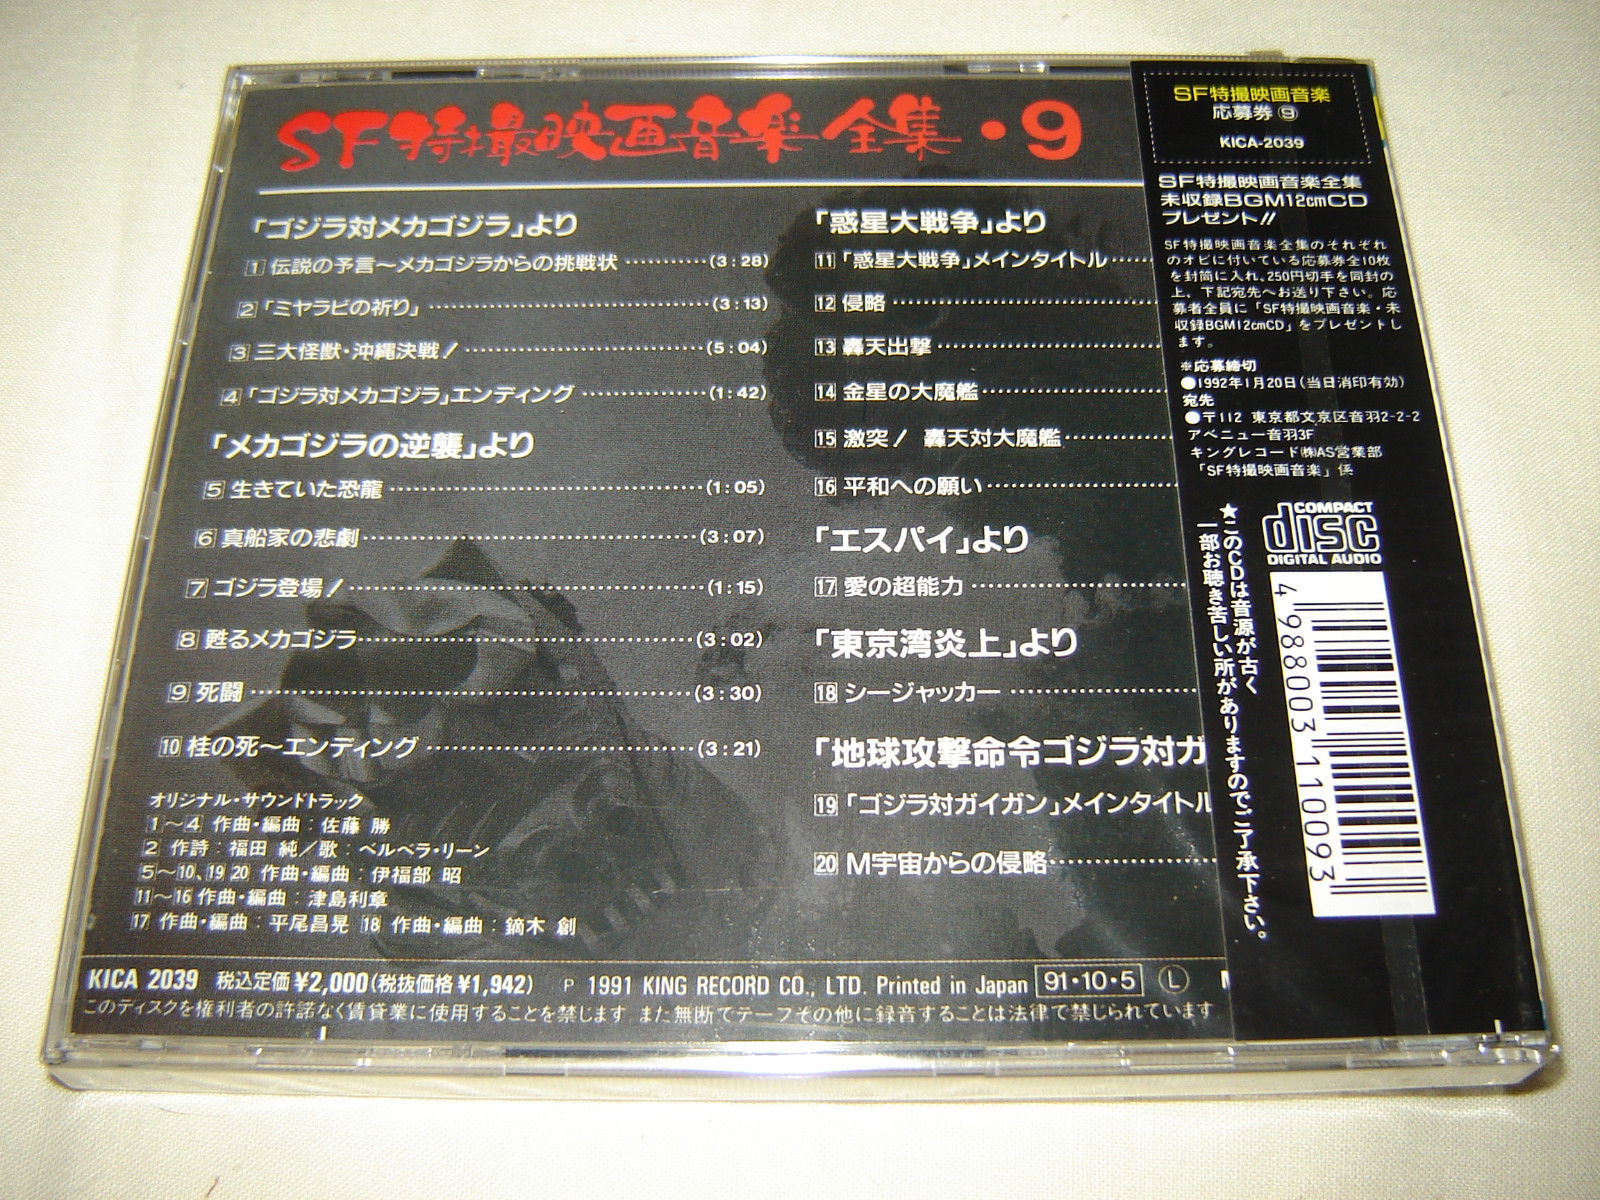 SF特撮映画音楽全集・9
「ゴジラ対メカゴジラ」より
1 伝説の予言～メカゴジラからの挑戦状 (3:28)
2 「ミヤラビの祈り」 (3:13)
3 三大怪獣・沖縄決戦! (5:04)
4 「ゴジラ対メカゴジラ」エンディング (1:42)
「メカゴジラの逆襲」より
5 生きていた恐龍 (1:05)
6 真船家の悲劇 (3:07)
7 ゴジラ登場! (1:15)
8 甦るメカゴジラ (3:02)
9 死闘 (3:30)
10 桂の死～エンディング (3:21)
オリジナル・サウンドトラック
1～4 作曲・編曲：佐藤 勝
2 作詩：福田 純／歌：ベルベラ・リーン
5～10、19 20 作曲・編曲：伊福部 昭
11～16 作曲・編曲：津島利章
17 作曲・編曲：平尾昌晃 18 作曲・編曲：鏑木 創
「惑星大戦争」より
11 「惑星大戦争」メインタイトル
12 侵略
13 轟天出撃
14 金星の大魔艦
15 激突! 轟天対大魔艦
16 平和への願い
「エスパイ」より
17 愛の超能力
「東京湾炎上」より
18 シージャッカー
「地球攻撃命令ゴジラ対ガ
19 「ゴジラ対ガイガン」メインタイトル
20 M宇宙からの侵略
KICA 2039 税込定価¥2,000(税抜価格¥1,942) P 1991 KING RECORD CO., LTD. Printed in Japan 91・10・5 L
このディスクを権利者の許諾なく賃貸業に使用することを禁じます また無断でテープその他に録音することは法律で禁じられています
SF特撮映画音楽
応募券⑨
KICA-2039
SF特撮映画音楽全集
未収録BGM12cmCD
プレゼント!!
SF特撮映画音楽全集のそれぞれ
のオビに付いている応募券全10枚
を封筒に入れ、250円切手を同封の
上、下記宛先へお送り下さい。応
募者全員に「SF特撮映画音楽・未
収録BGM12cmCD」をプレゼントし
ます。
※応募締切
●1992年1月20日(当日消印有効)
宛先
●〒112 東京都文京区音羽2-2-2
アベニュー音羽3F
キングレコード㈱AS営業部
「SF特撮映画音楽」係
COMPACT
disc
DIGITAL AUDIO
★このCDは音源が古く
一部お聴き苦しい所がありますのでご了承下さい。
4 988003 110093